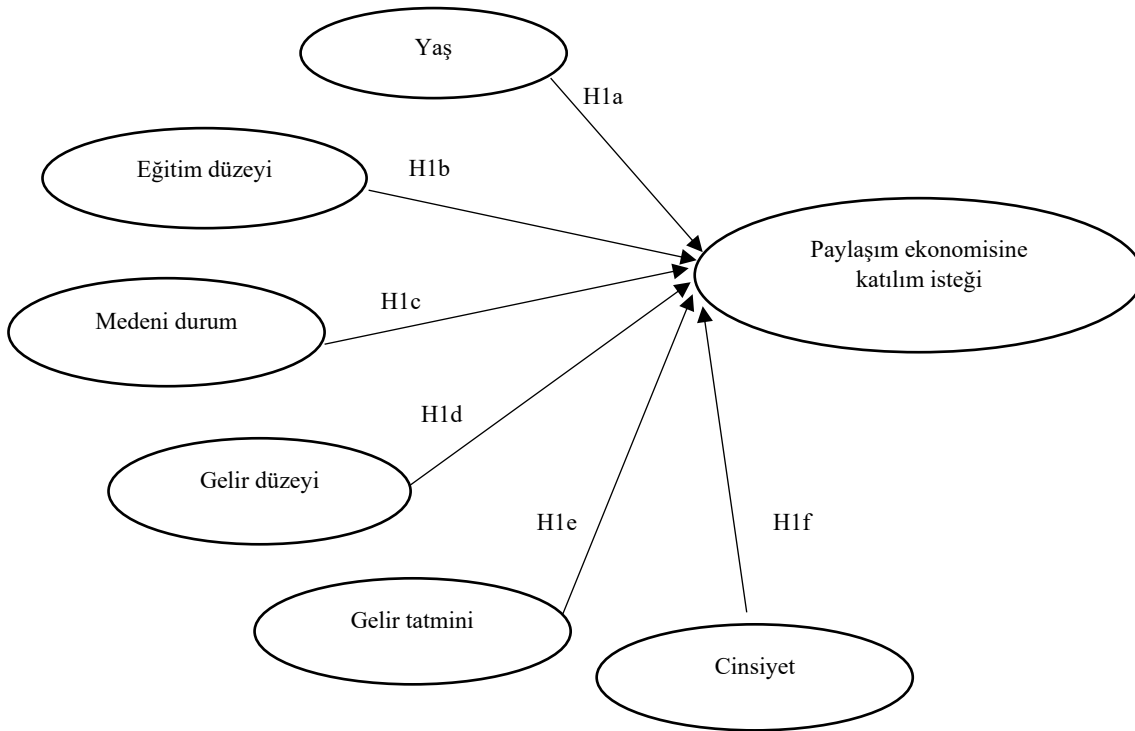 Yaş
H1a
Eğitim düzeyi
H1b
Paylaşım ekonomisine
katılım isteği
Medeni durum
H1c
Gelir düzeyi
H1d
Gelir tatmini
H1e
Cinsiyet
H1f